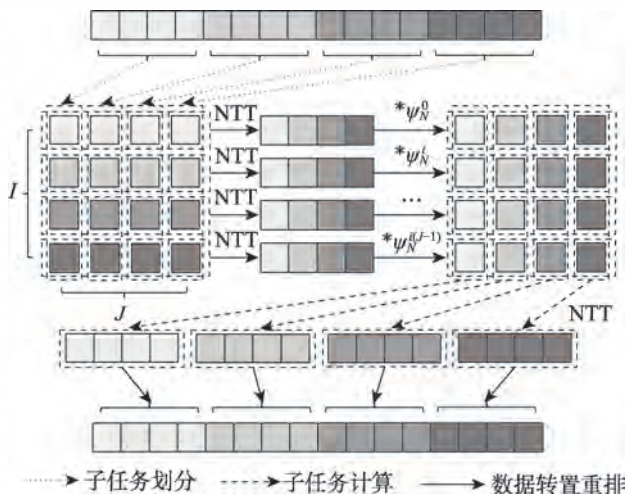 NTT
*ψ_N^0
NTT
*ψ_N^i
I
NTT
...
NTT
*ψ_N^{i(J-1)}
J
NTT
子任务划分
子任务计算
数据转置重排